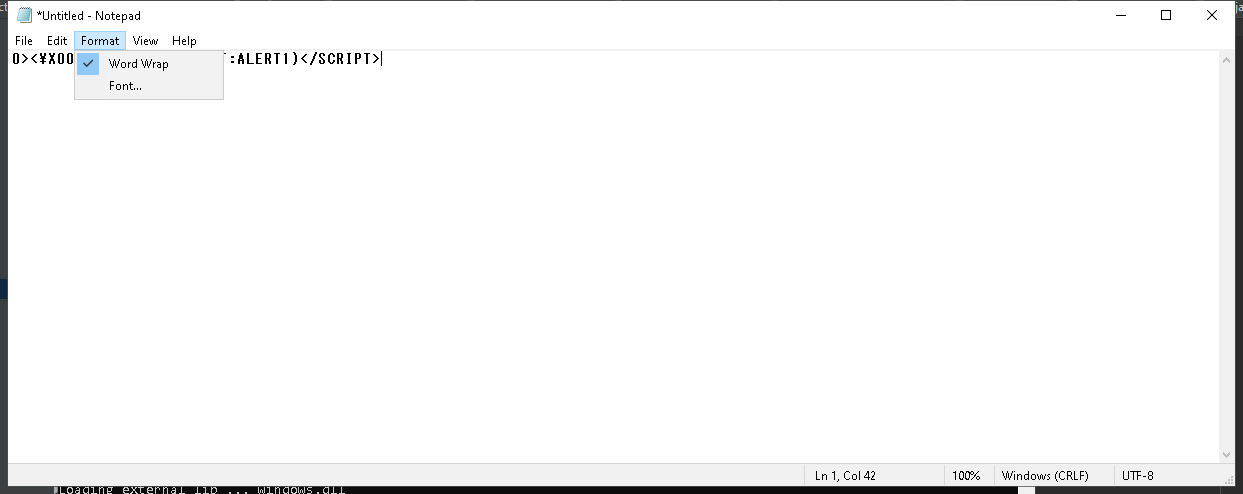 *Untitled - Notepad
File Edit Format View Help
0><¥X00 T:ALERT1)</SCRIPT>
Word Wrap
Font...
Ln 1, Col 42 100% Windows (CRLF) UTF-8
Loading external lib ... windows.dll